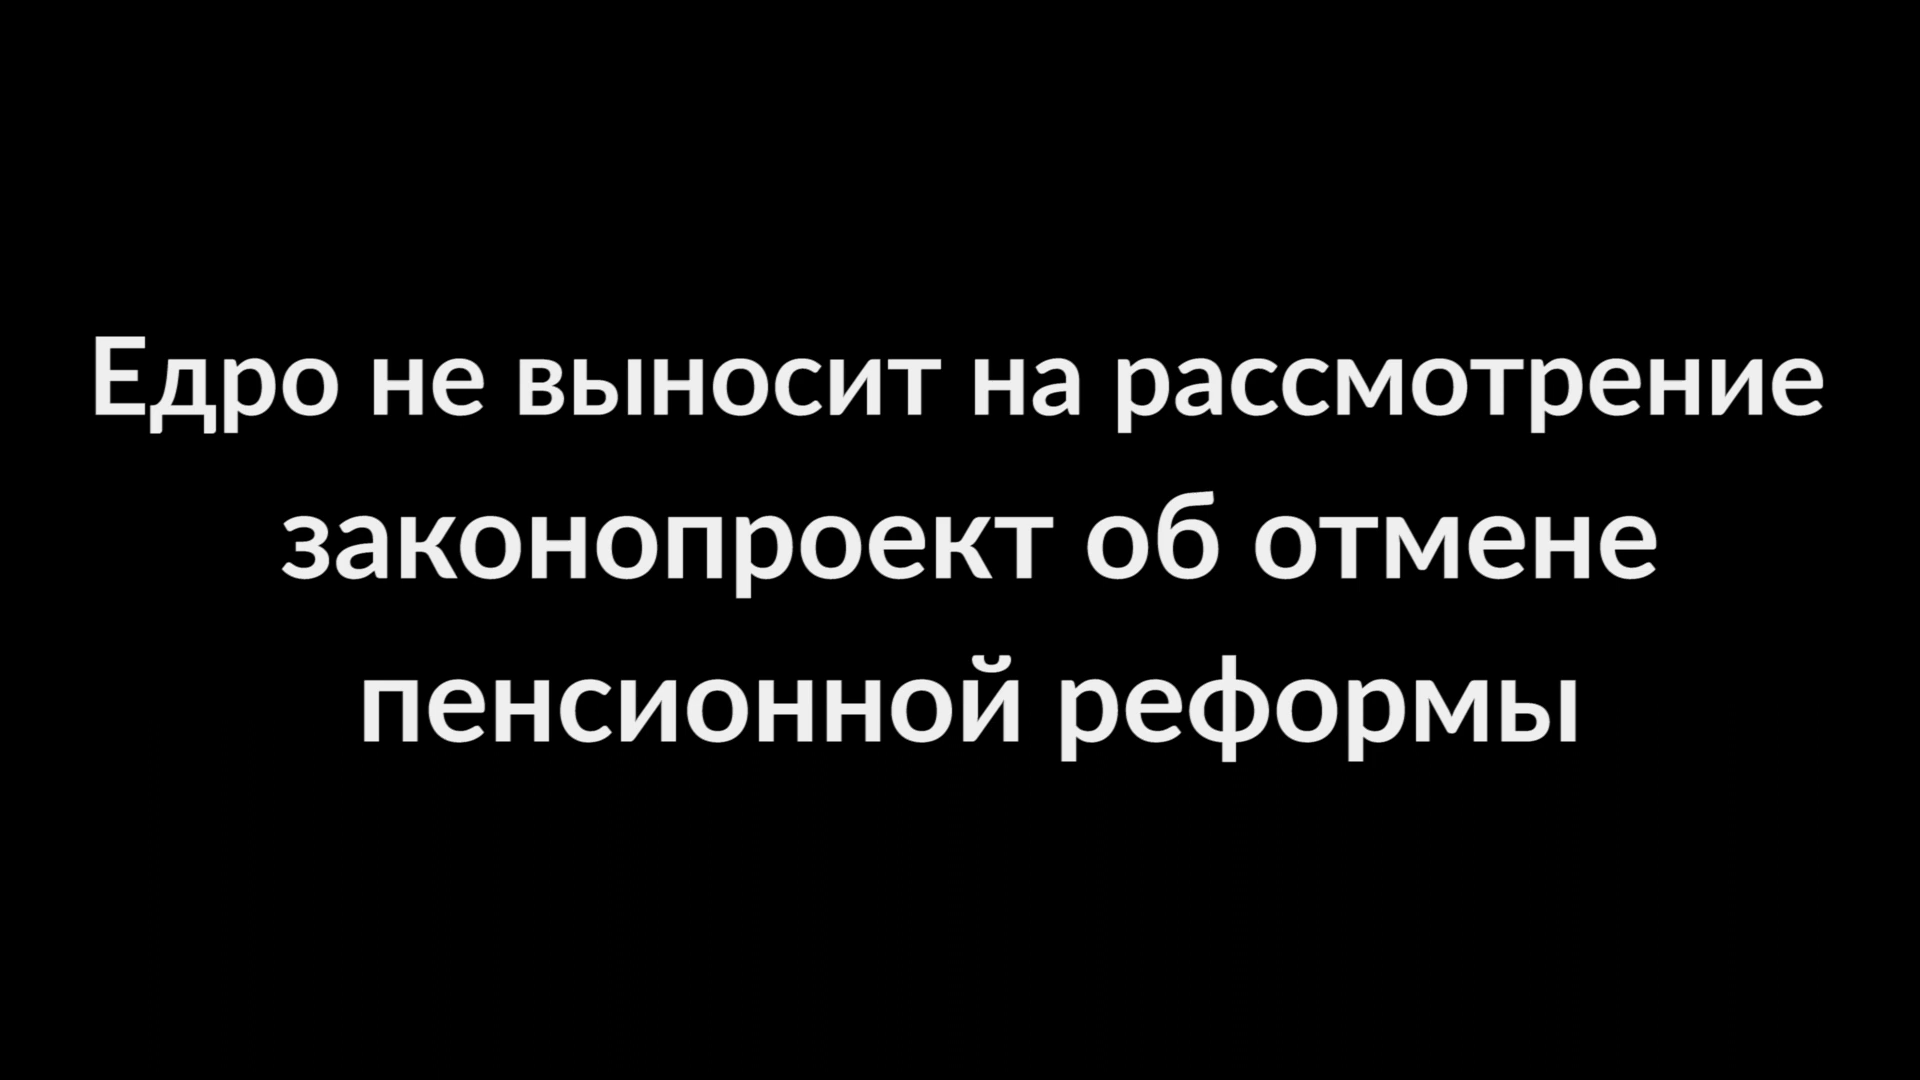 Едро не выносит на рассмотрение
законопроект об отмене
пенсионной реформы